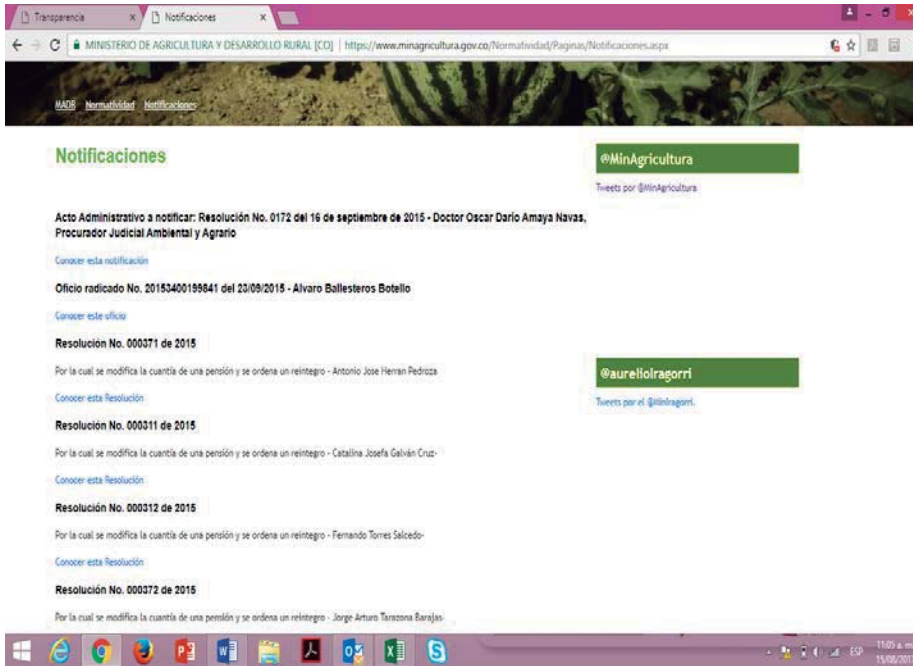 Transparencia
Notificaciones
MINISTERIO DE AGRICULTURA Y DESARROLLO RURAL [CO] | https://www.minagricultura.gov.co/Normatividad/Paginas/Notificaciones.aspx
MADR Normatividad Notificaciones
Notificaciones
Acto Administrativo a notificar: Resolución No. 0172 del 16 de septiembre de 2015 - Doctor Oscar Darío Amaya Navas,
Procurador Judicial Ambiental y Agrario
Conocer esta notificación
Oficio radicado No. 20153400199841 del 23/09/2015 - Alvaro Ballesteros Botello
Conocer este oficio
Resolución No. 000371 de 2015
Por la cual se modifica la cuantía de una pensión y se ordena un reintegro - Antonio Jose Herran Pedroza
Conocer esta Resolución
Resolución No. 000311 de 2015
Por la cual se modifica la cuantía de una pensión y se ordena un reintegro - Catalina Josefa Galván Cruz-
Conocer esta Resolución
Resolución No. 000312 de 2015
Por la cual se modifica la cuantía de una pensión y se ordena un reintegro - Fernando Torres Salcedo-
Conocer esta Resolución
Resolución No. 000372 de 2015
Por la cual se modifica la cuantía de una pensión y se ordena un reintegro - Jorge Arturo Tarazona Barajas-
@MinAgricultura
Tweets por @MinAgricultura
@aurelioIragorri
Tweets por el @MinIragorri.
ESP
11:05 a.m.